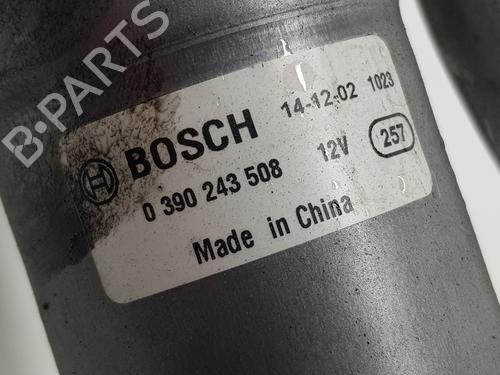 B-PARTS
BOSCH 14-12-02 1023
0 390 243 508 12V 257
Made in China